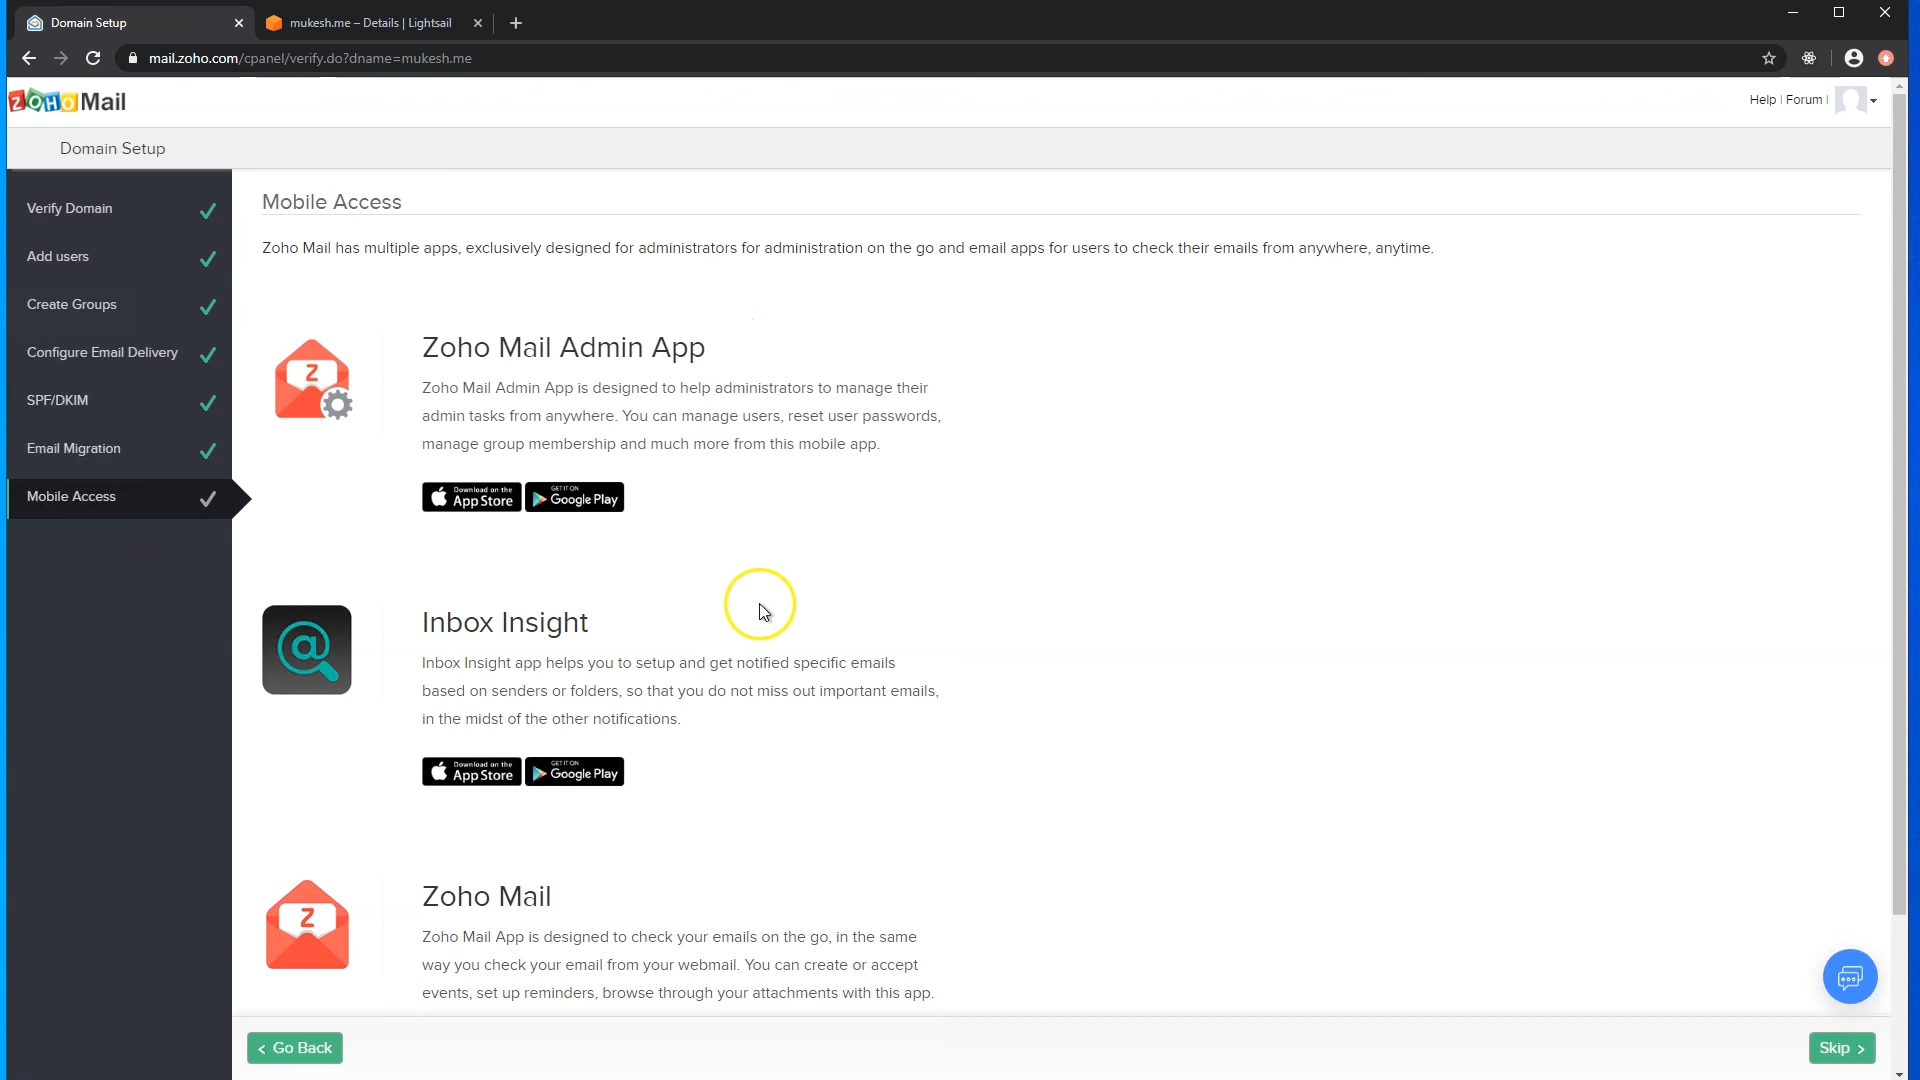 Domain Setup
mukesh.me – Details | Lightsail
mail.zoho.com/cpanel/verify.do?dname=mukesh.me
ZOHO Mail
Help | Forum |
Domain Setup
Verify Domain
Add users
Create Groups
Configure Email Delivery
SPF/DKIM
Email Migration
Mobile Access
Mobile Access
Zoho Mail has multiple apps, exclusively designed for administrators for administration on the go and email apps for users to check their emails from anywhere, anytime.
Z
Zoho Mail Admin App
Zoho Mail Admin App is designed to help administrators to manage their
admin tasks from anywhere. You can manage users, reset user passwords,
manage group membership and much more from this mobile app.
Download on the
App Store
GET IT ON
Google Play
@
Inbox Insight
Inbox Insight app helps you to setup and get notified specific emails
based on senders or folders, so that you do not miss out important emails,
in the midst of the other notifications.
Download on the
App Store
GET IT ON
Google Play
Z
Zoho Mail
Zoho Mail App is designed to check your emails on the go, in the same
way you check your email from your webmail. You can create or accept
events, set up reminders, browse through your attachments with this app.
< Go Back
Skip >